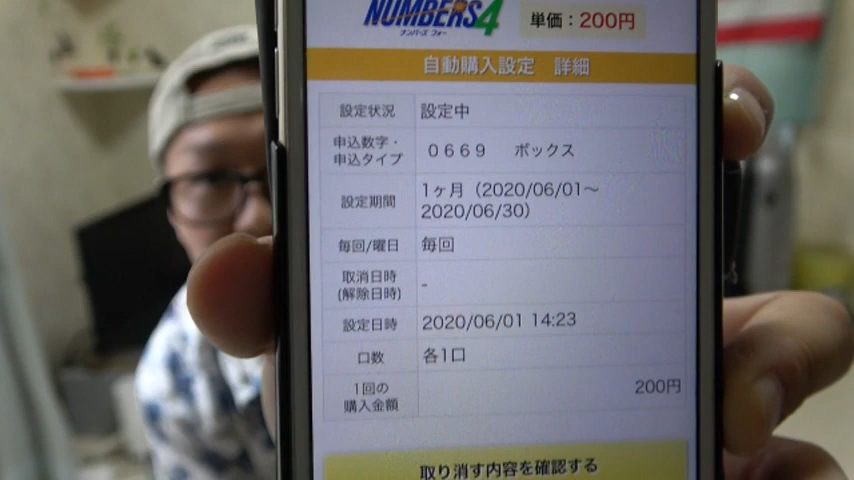 NUMBERS4
ナンバーズ フォー
単価：200円
自動購入設定　詳細
設定状況 設定中
申込数字・
申込タイプ 0669 ボックス
設定期間 1ヶ月（2020/06/01～
2020/06/30）
毎回/曜日 毎回
取消日時
(解除日時) -
設定日時 2020/06/01 14:23
口数 各1口
1回の
購入金額 200円
取り消す内容を確認する